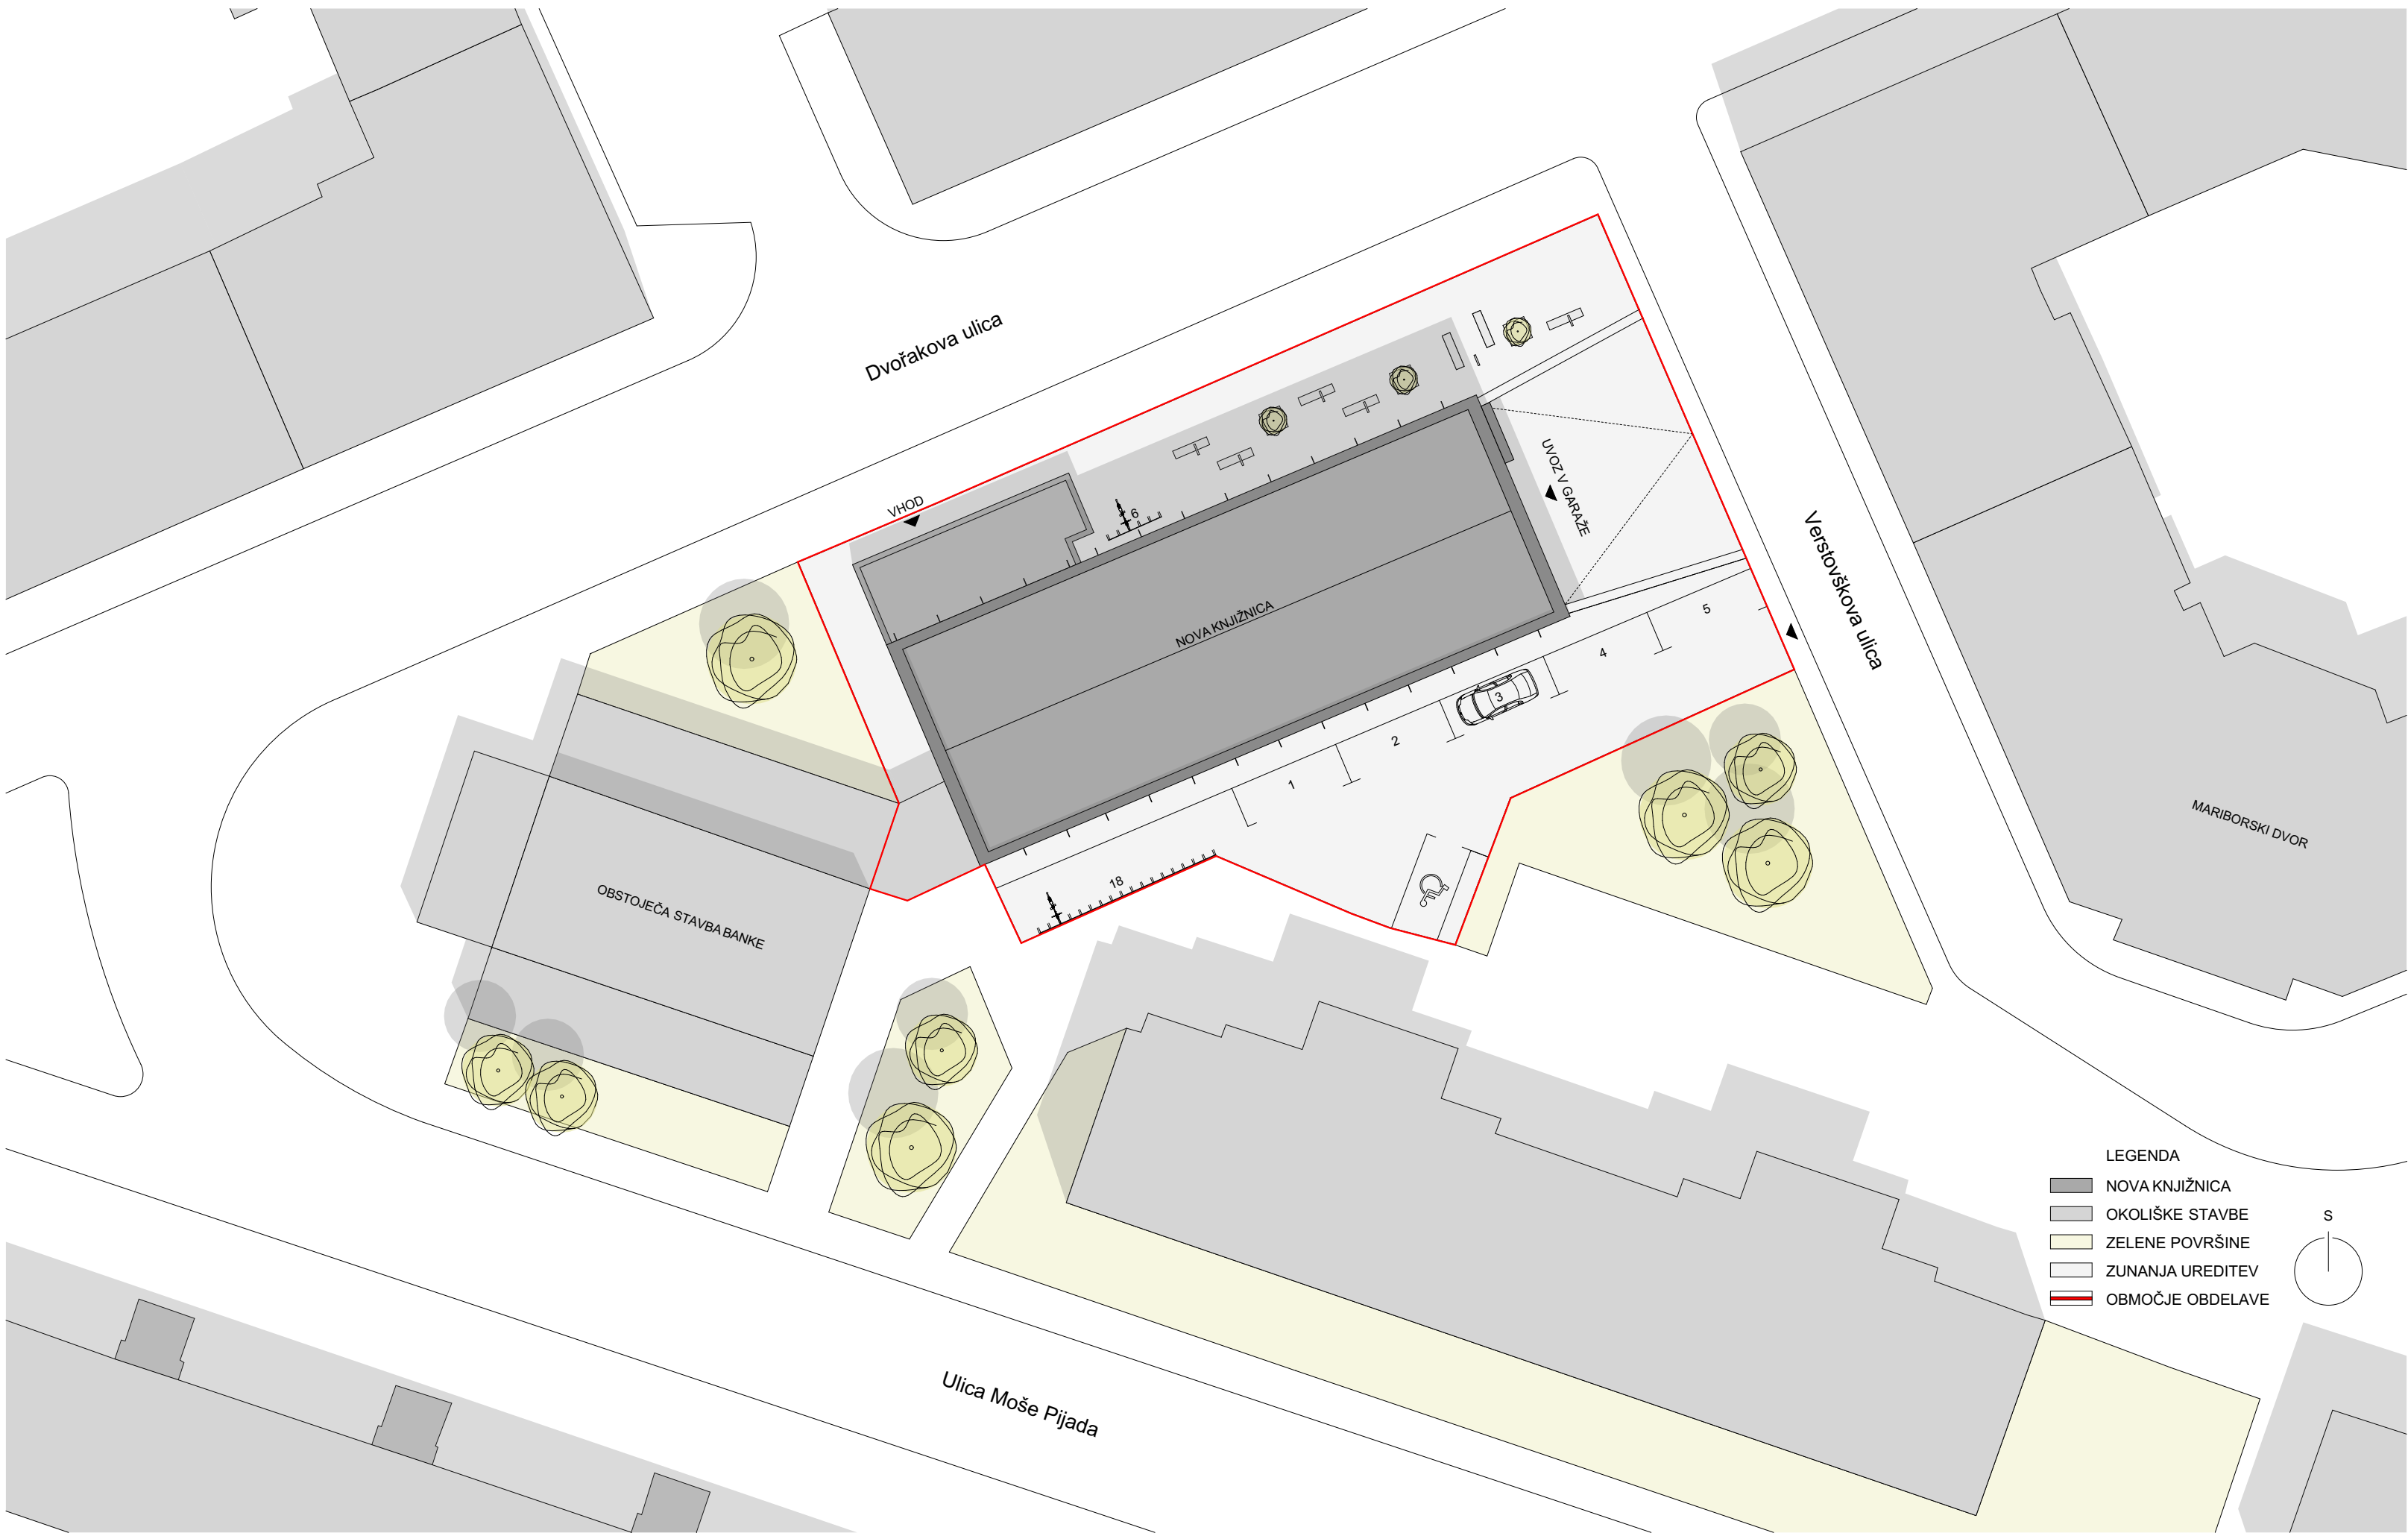 Dvořakova ulica
VHOD
6
UVOZ V GARAŽE
Verstovškova ulica
NOVA KNJIŽNICA
5
4
3
2
1
18
MARIBORSKI DVOR
OBSTOJEČA STAVBA BANKE
Ulica Moše Pijada
LEGENDA
NOVA KNJIŽNICA
OKOLIŠKE STAVBE
ZELENE POVRŠINE
ZUNANJA UREDITEV
OBMOČJE OBDELAVE
S